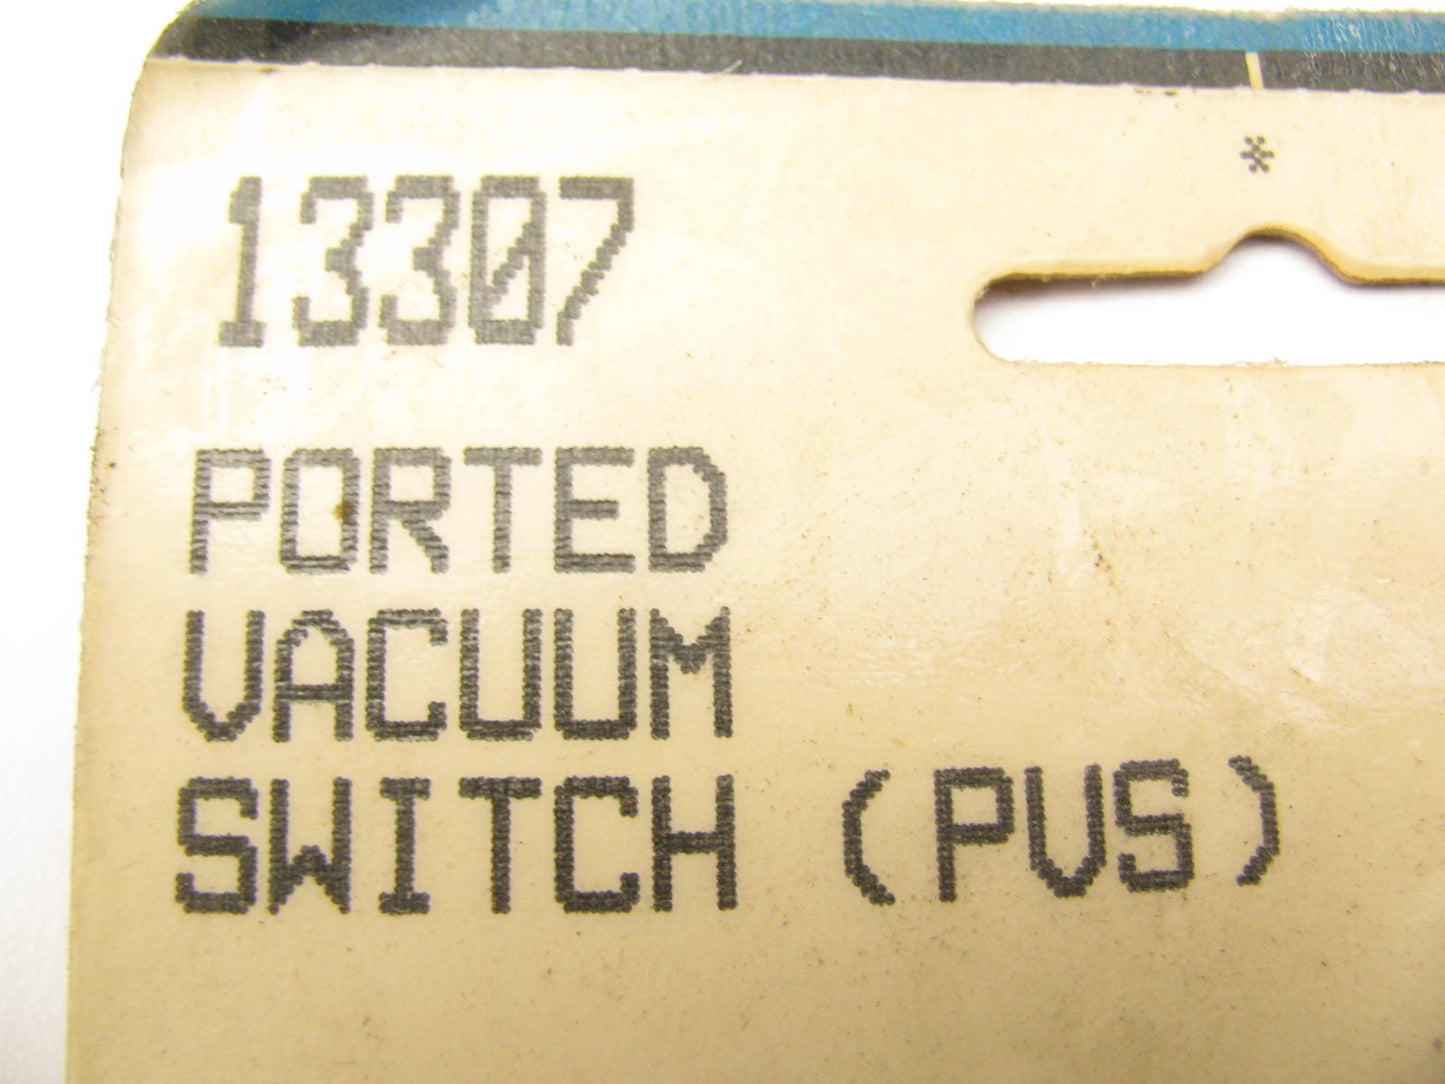 *
13307
PORTED
VACUUM
SWITCH (PVS)